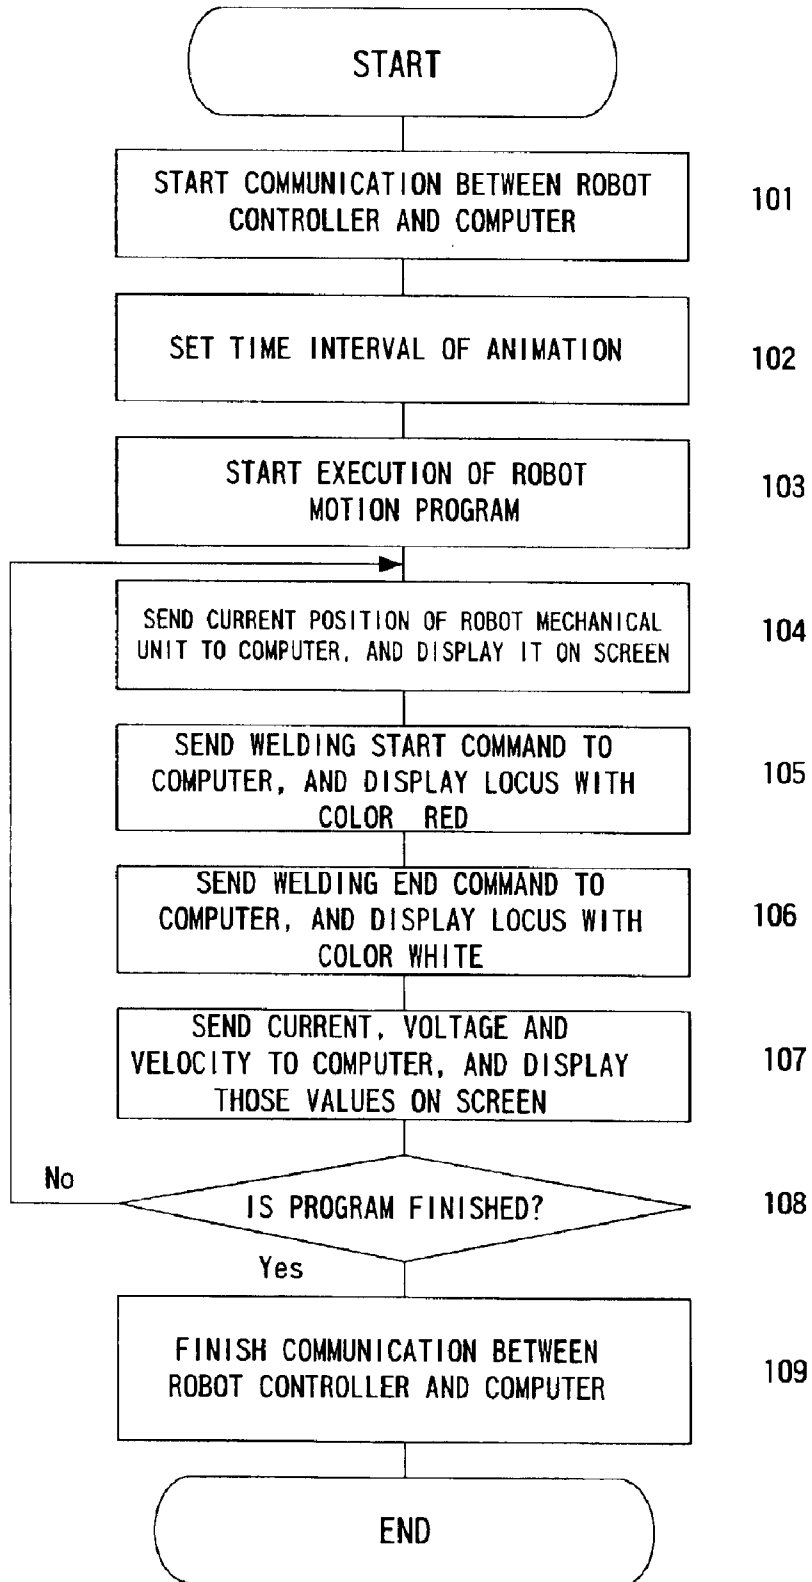 START
START COMMUNICATION BETWEEN ROBOT
CONTROLLER AND COMPUTER
101
SET TIME INTERVAL OF ANIMATION
102
START EXECUTION OF ROBOT
MOTION PROGRAM
103
SEND CURRENT POSITION OF ROBOT MECHANICAL
UNIT TO COMPUTER, AND DISPLAY IT ON SCREEN
104
SEND WELDING START COMMAND TO
COMPUTER, AND DISPLAY LOCUS WITH
COLOR RED
105
SEND WELDING END COMMAND TO
COMPUTER, AND DISPLAY LOCUS WITH
COLOR WHITE
106
SEND CURRENT, VOLTAGE AND
VELOCITY TO COMPUTER, AND DISPLAY
THOSE VALUES ON SCREEN
107
No
IS PROGRAM FINISHED?
108
Yes
FINISH COMMUNICATION BETWEEN
ROBOT CONTROLLER AND COMPUTER
109
END